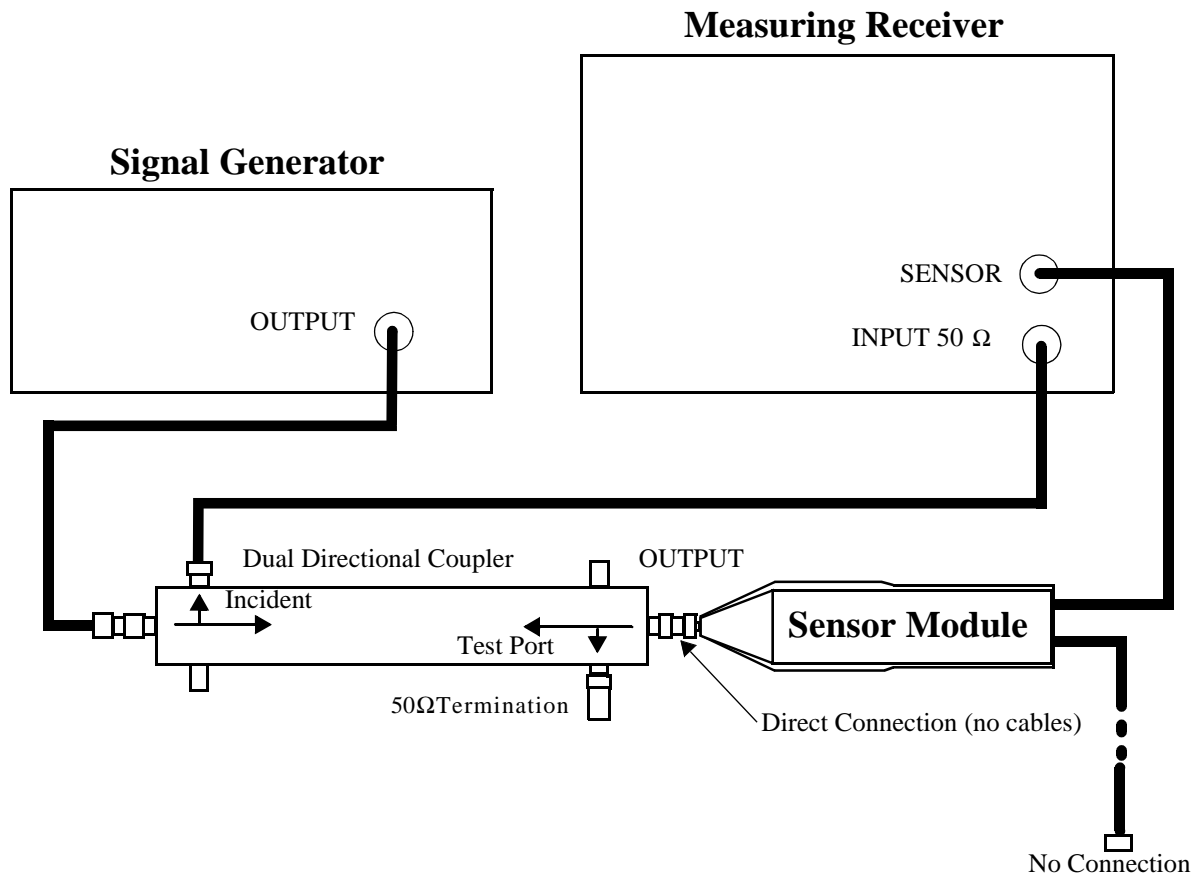 Measuring Receiver
Signal Generator
SENSOR
OUTPUT
INPUT 50 Ω
Dual Directional Coupler
OUTPUT
Incident
Test Port
Sensor Module
50ΩTermination
Direct Connection (no cables)
No Connection